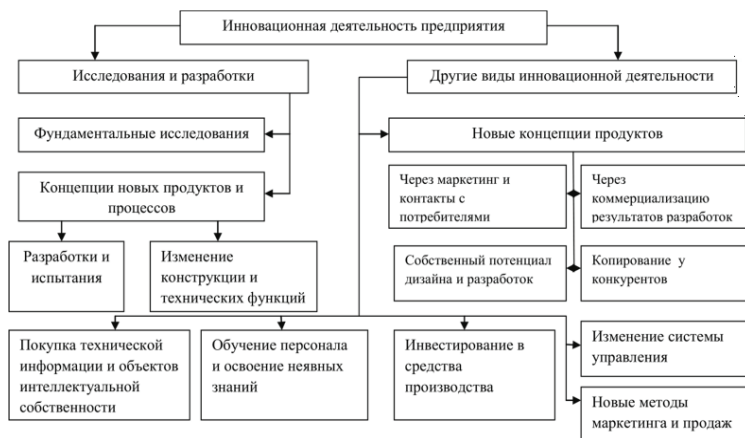 Инновационная деятельность предприятия
Исследования и разработки
Другие виды инновационной деятельности
Фундаментальные исследования
Новые концепции продуктов
Концепции новых продуктов и
процессов
Через маркетинг и
контакты с
потребителями
Через
коммерциализацию
результатов разработок
Разработки и
испытания
Изменение
конструкции и
технических функций
Собственный потенциал
дизайна и разработок
Копирование у
конкурентов
Покупка технической
информации и объектов
интеллектуальной
собственности
Обучение персонала
и освоение неявных
знаний
Инвестирование в
средства
производства
Изменение системы
управления
Новые методы
маркетинга и продаж